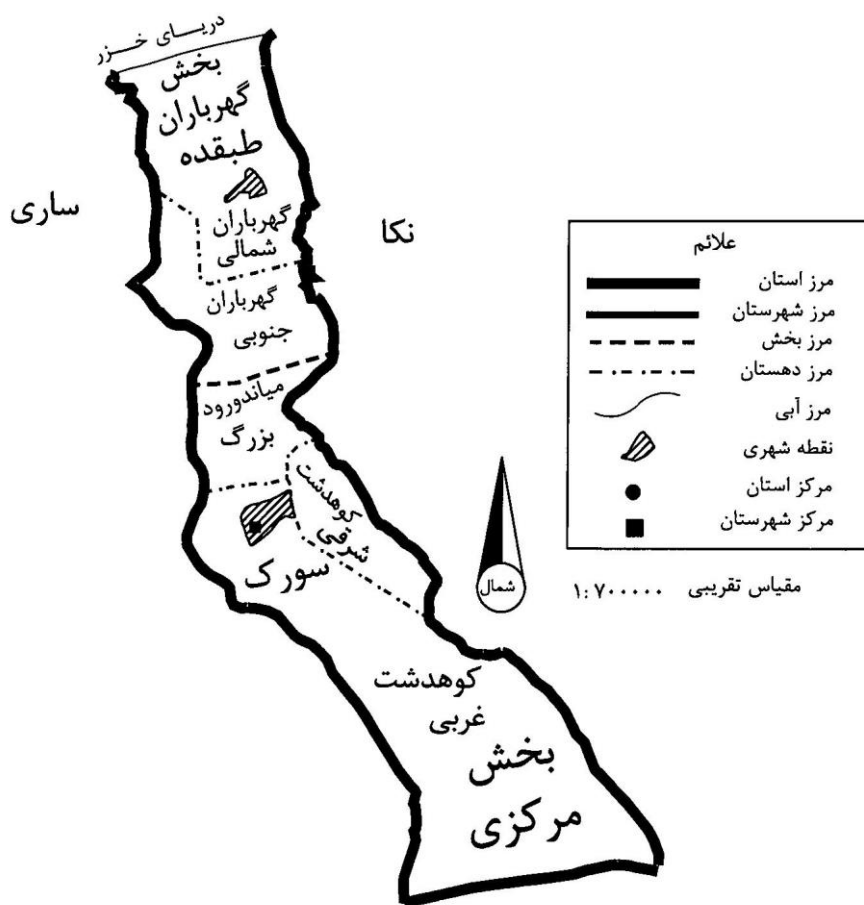 دریای خزر
بخش
گهرباران
طبقده
گهرباران
شمالی
ساری
نکا
گهرباران
جنوبی
میاندورود
بزرگ
کوهدشت
شرقی
سورک
کوهدشت
غربی
بخش
مرکزی
علائم
مرز استان
مرز شهرستان
مرز بخش
مرز دهستان
مرز آبی
نقطه شهری
مرکز استان
مرکز شهرستان
شمال
مقیاس تقریبی ۱:۷۰۰۰۰۰